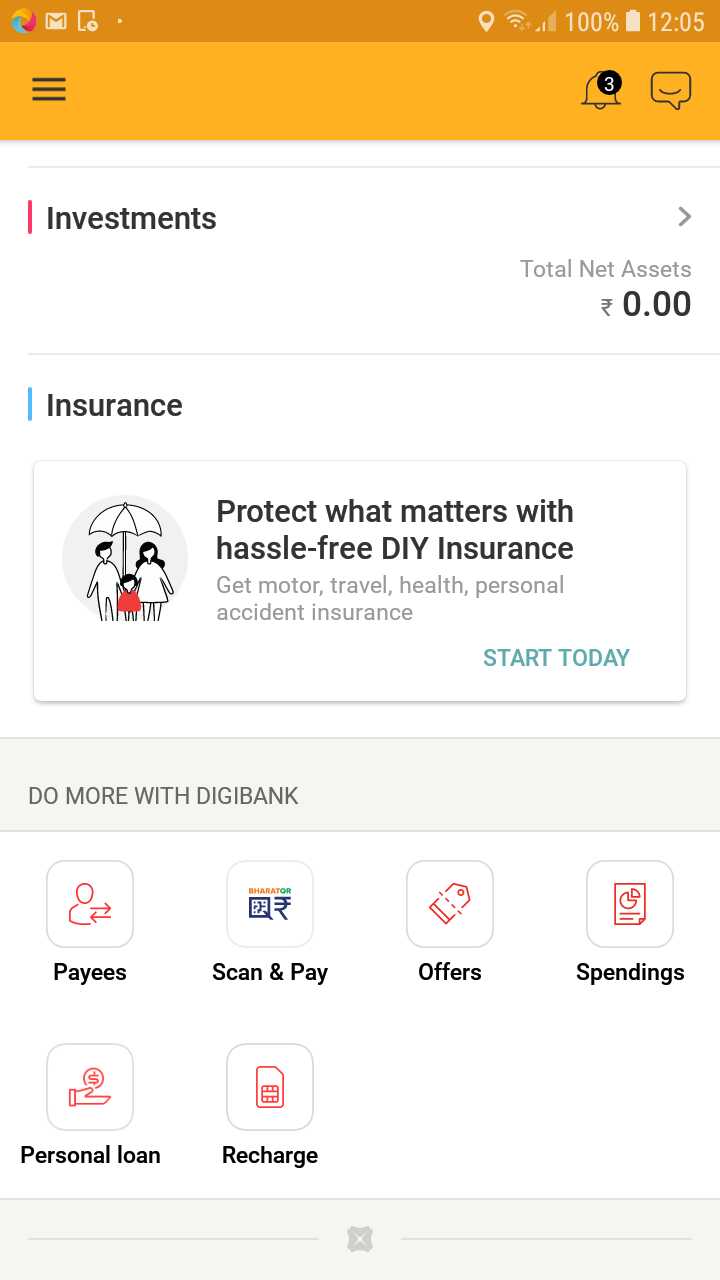 100% 12:05
3
Investments
Total Net Assets
₹ 0.00
Insurance
Protect what matters with
hassle-free DIY Insurance
Get motor, travel, health, personal
accident insurance
START TODAY
DO MORE WITH DIGIBANK
BHARATQR
Payees Scan & Pay Offers Spendings
Personal loan Recharge